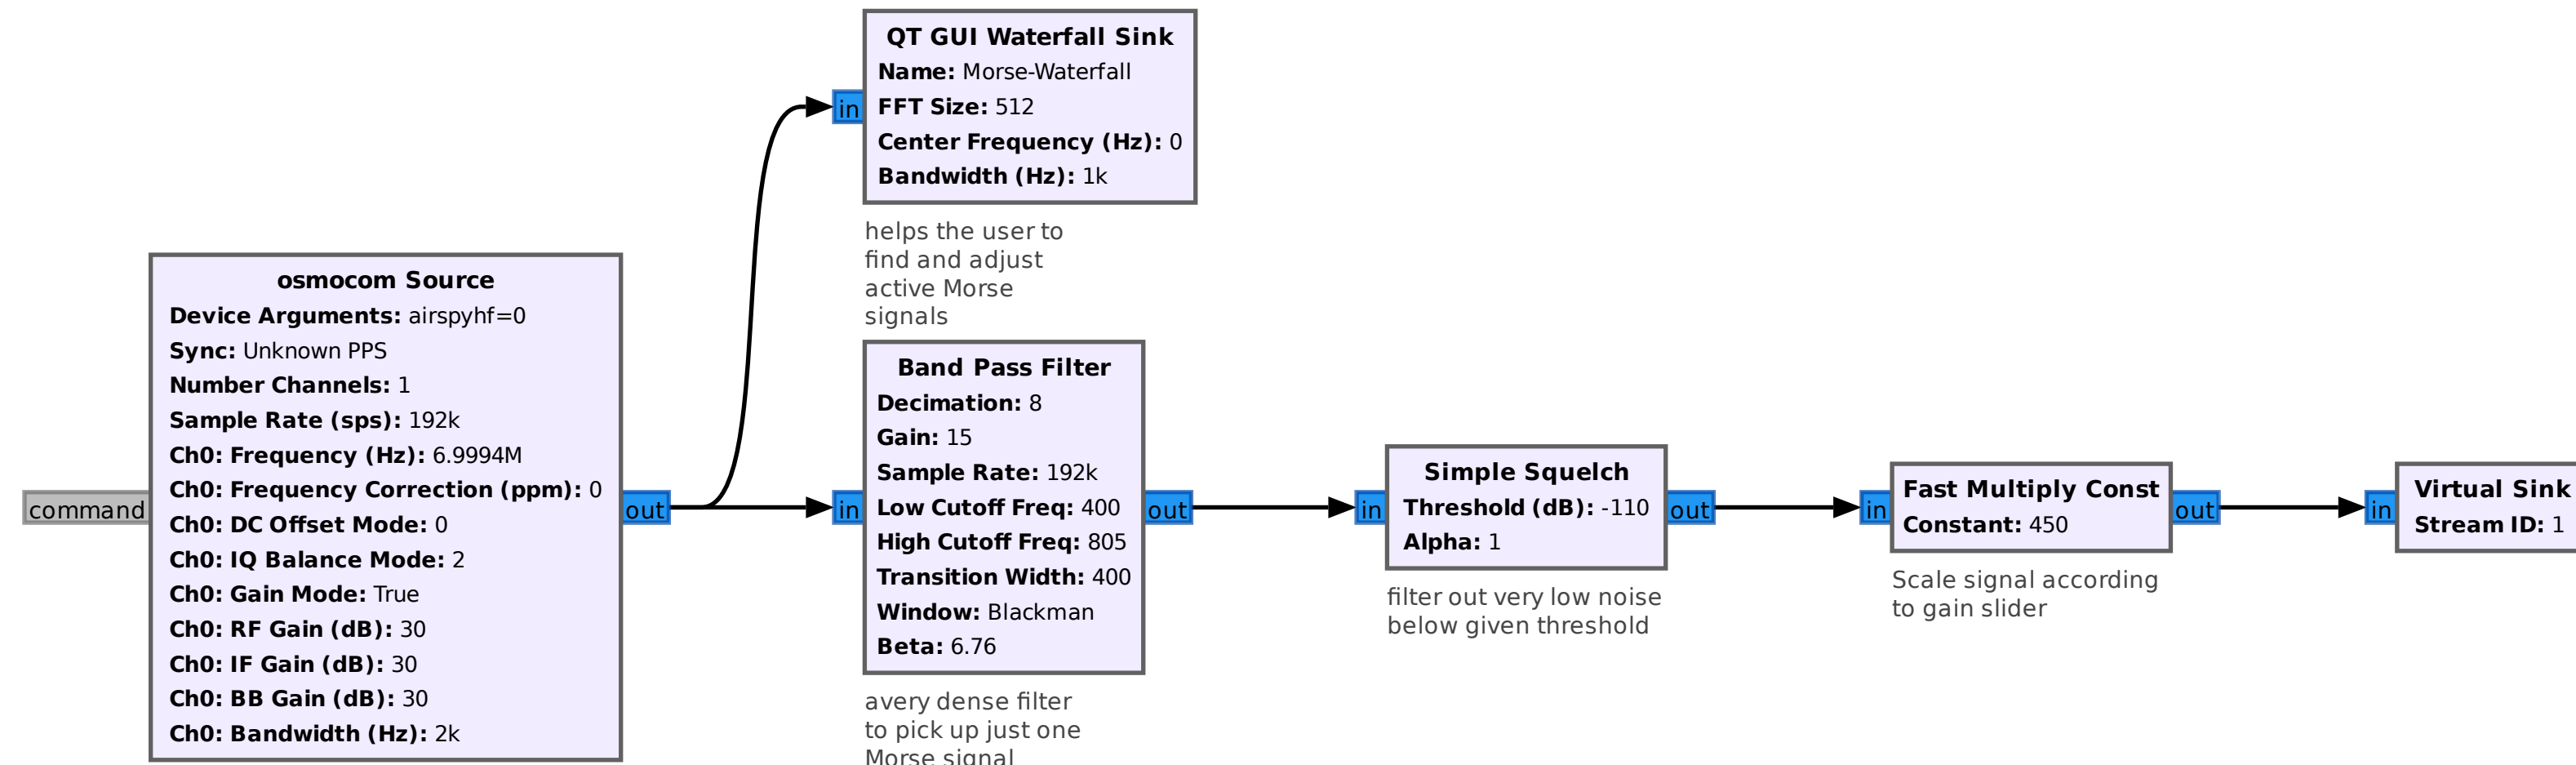 QT GUI Waterfall Sink
Name: Morse-Waterfall
FFT Size: 512
Center Frequency (Hz): 0
Bandwidth (Hz): 1k
in
helps the user to
find and adjust
active Morse
signals
osmocom Source
Device Arguments: airspyhf=0
Sync: Unknown PPS
Number Channels: 1
Sample Rate (sps): 192k
Ch0: Frequency (Hz): 6.9994M
Ch0: Frequency Correction (ppm): 0
Ch0: DC Offset Mode: 0
Ch0: IQ Balance Mode: 2
Ch0: Gain Mode: True
Ch0: RF Gain (dB): 30
Ch0: IF Gain (dB): 30
Ch0: BB Gain (dB): 30
Ch0: Bandwidth (Hz): 2k
command
out
Band Pass Filter
Decimation: 8
Gain: 15
Sample Rate: 192k
Low Cutoff Freq: 400
High Cutoff Freq: 805
Transition Width: 400
Window: Blackman
Beta: 6.76
in
out
avery dense filter
to pick up just one
Morse signal
Simple Squelch
Threshold (dB): -110
Alpha: 1
in
out
filter out very low noise
below given threshold
Fast Multiply Const
Constant: 450
in
out
Scale signal according
to gain slider
Virtual Sink
Stream ID: 1
in